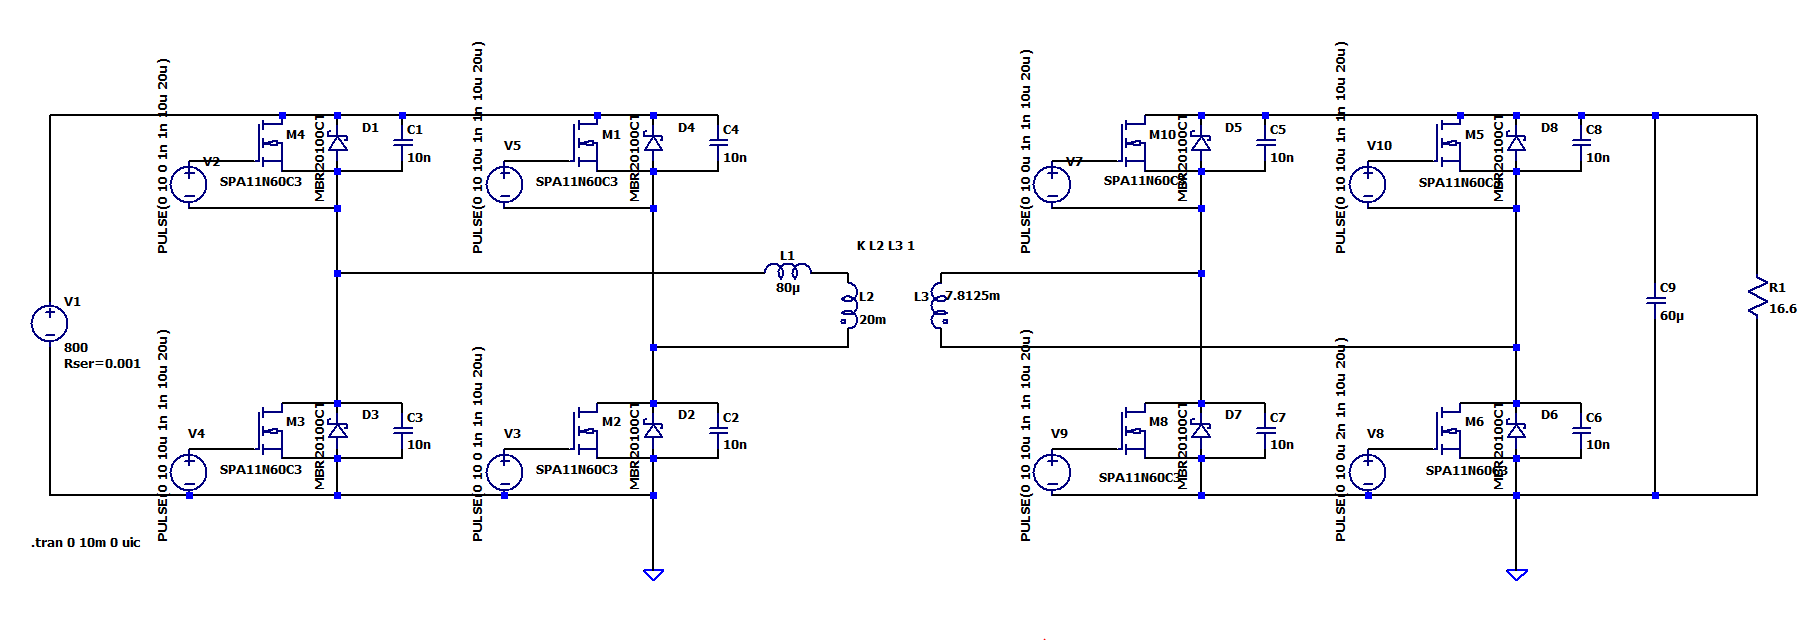 PULSE(0 10 0 1n 1n 10u 20u)
V2
M4
SPA11N60C3
D1
MBR20100CT
C1
10n
PULSE(0 10 10u 1n 1n 10u 20u)
V5
M1
SPA11N60C3
D4
MBR20100CT
C4
10n
PULSE(0 10 0u 1n 1n 10u 20u)
V7
M10
SPA11N60C3
D5
MBR20100CT
C5
10n
PULSE(0 10 10u 1n 1n 10u 20u)
V10
M5
SPA11N60C3
D8
MBR20100CT
C8
10n
K L2 L3 1
L1
80µ
L2
20m
L3
7.8125m
V1
800
Rser=0.001
C9
60µ
R1
16.6
PULSE(0 10 10u 1n 1n 10u 20u)
V4
M3
SPA11N60C3
D3
MBR20100CT
C3
10n
PULSE(0 10 0 1n 1n 10u 20u)
V3
M2
SPA11N60C3
D2
MBR20100CT
C2
10n
PULSE(0 10 10u 1n 1n 10u 20u)
V9
M8
SPA11N60C3
D7
MBR20100CT
C7
10n
PULSE(0 10 0u 2n 1n 10u 20u)
V8
M6
SPA11N60C3
D6
MBR20100CT
C6
10n
.tran 0 10m 0 uic